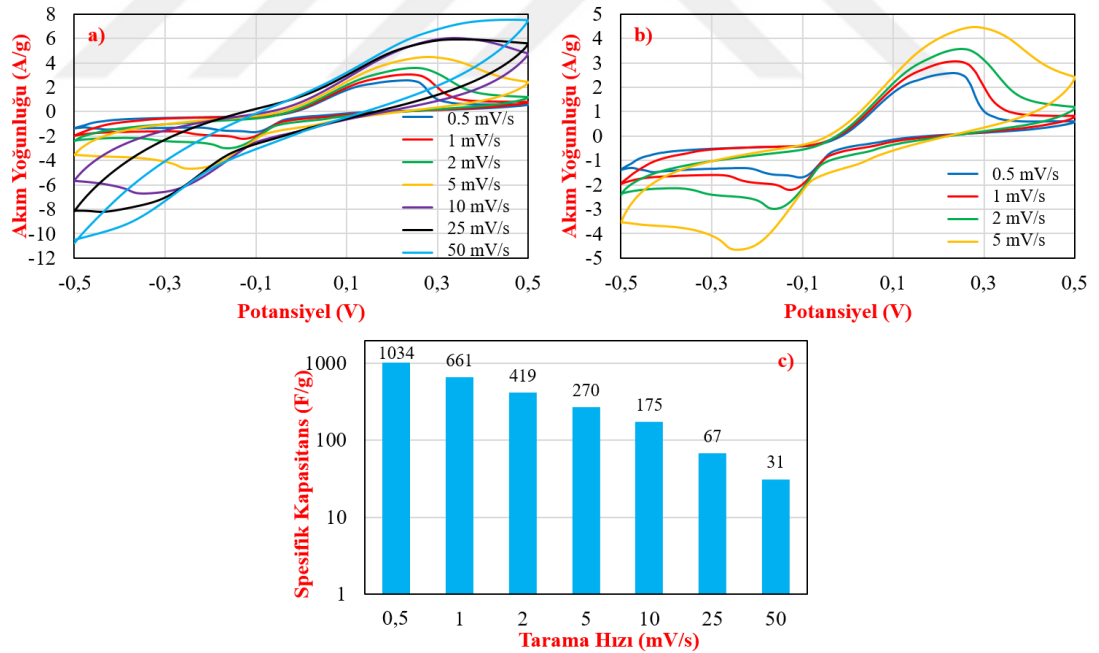 a)
Akım Yoğunluğu (A/g)
8
6
4
2
0
-2
-4
-6
-8
-10
-12
-0,5
-0,3
-0,1
0,1
0,3
0,5
Potansiyel (V)
0.5 mV/s
1 mV/s
2 mV/s
5 mV/s
10 mV/s
25 mV/s
50 mV/s
b)
Akım Yoğunluğu (A/g)
5
4
3
2
1
0
-1
-2
-3
-4
-5
-0,5
-0,3
-0,1
0,1
0,3
0,5
Potansiyel (V)
0.5 mV/s
1 mV/s
2 mV/s
5 mV/s
c)
Spesifik Kapasitans (F/g)
1000
100
10
1
1034
661
419
270
175
67
31
0,5
1
2
5
10
25
50
Tarama Hızı (mV/s)